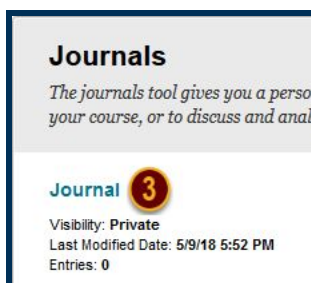 Journals
The journals tool gives you a perso
your course, or to discuss and anal
Journal 3
Visibility: Private
Last Modified Date: 5/9/18 5:52 PM
Entries: 0